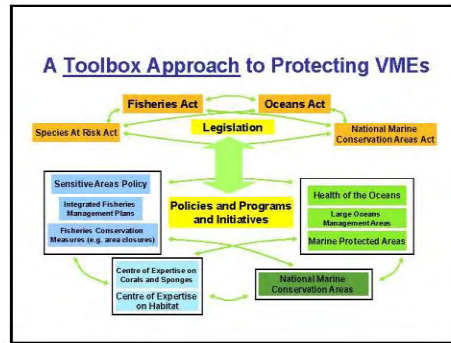 A Toolbox Approach to Protecting VMEs
Fisheries Act
Oceans Act
Species At Risk Act
Legislation
National Marine
Conservation Areas Act
Sensitive Areas Policy
Integrated Fisheries
Management Plans
Fisheries Conservation
Measures (e.g. area closures)
Policies and Programs
and Initiatives
Health of the Oceans
Large Oceans
Management Areas
Marine Protected Areas
Centre of Expertise on
Corals and Sponges
Centre of Expertise
on Habitat
National Marine
Conservation Areas